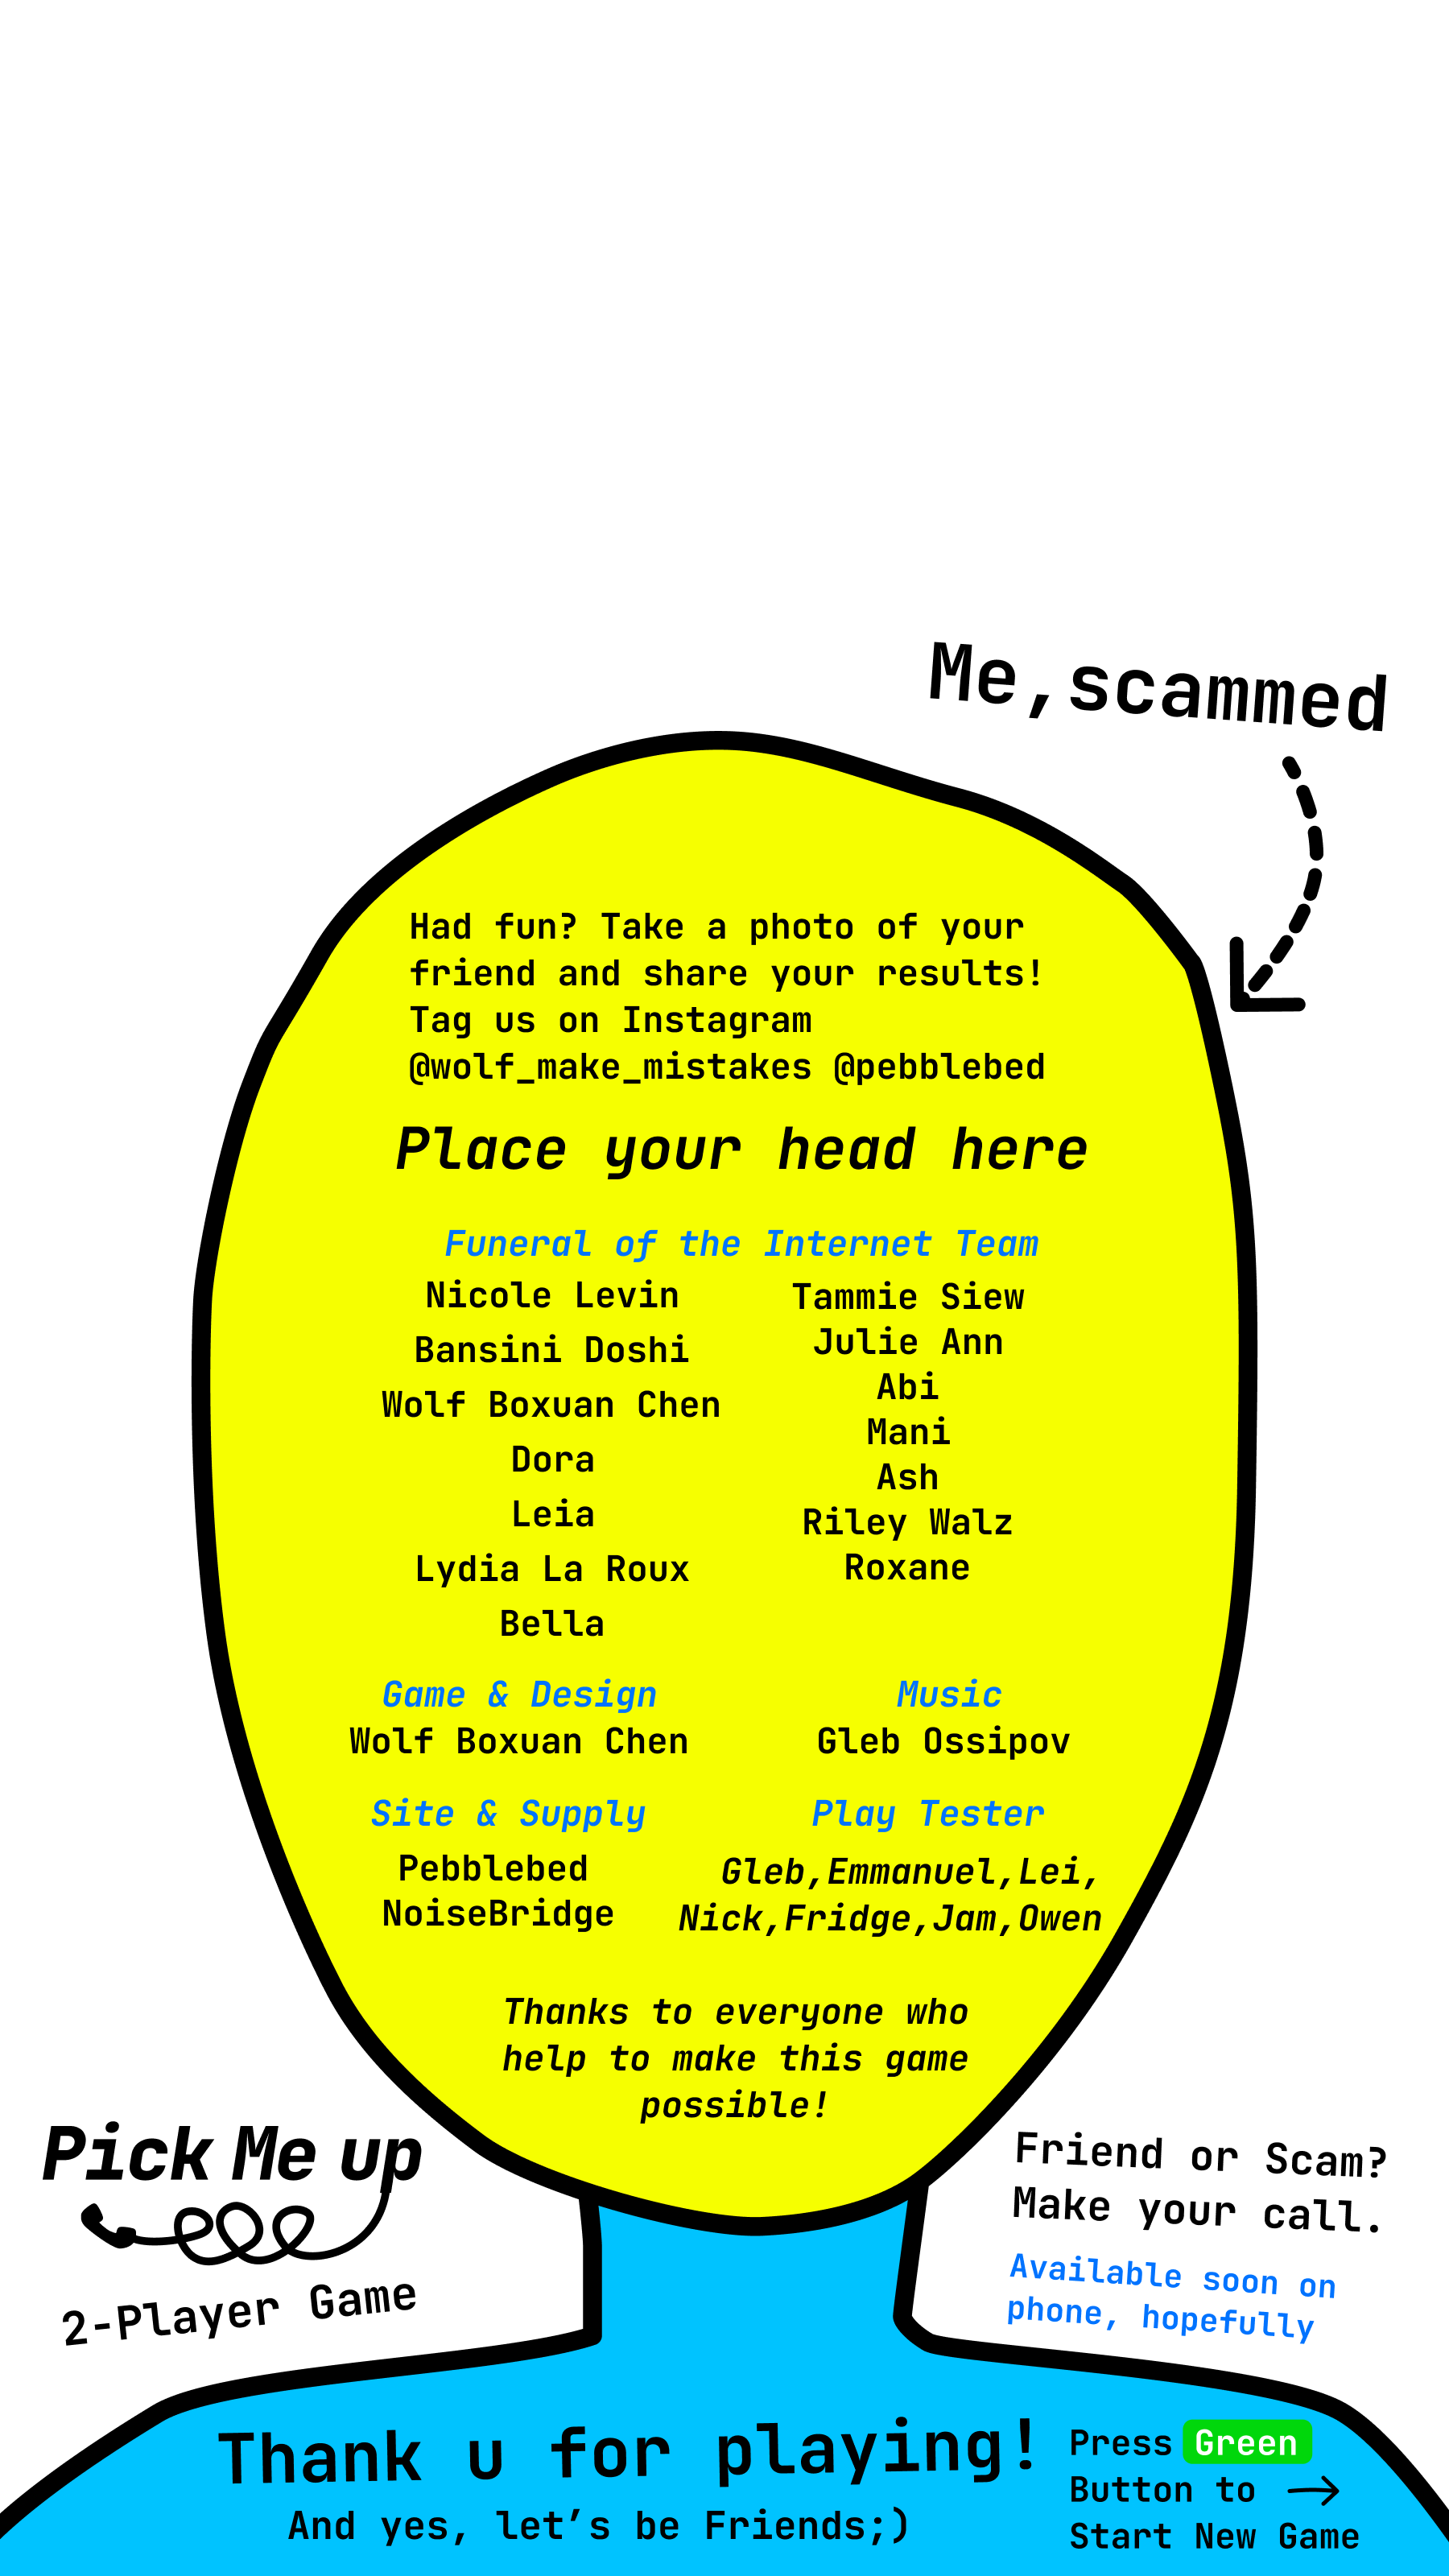 Me,scammed
Had fun? Take a photo of your
friend and share your results!
Tag us on Instagram
@wolf_make_mistakes @pebblebed
Place your head here
Funeral of the Internet Team
Nicole Levin
Bansini Doshi
Wolf Boxuan Chen
Dora
Leia
Lydia La Roux
Bella
Tammie Siew
Julie Ann
Abi
Mani
Ash
Riley Walz
Roxane
Game & Design
Wolf Boxuan Chen
Music
Gleb Ossipov
Site & Supply
Pebblebed
NoiseBridge
Play Tester
Gleb,Emmanuel,Lei,
Nick,Fridge,Jam,Owen
Thanks to everyone who
help to make this game
possible!
Pick Me up
2-Player Game
Friend or Scam?
Make your call.
Available soon on
phone, hopefully
Thank u for playing!
And yes, let’s be Friends;)
Press Green
Button to →
Start New Game